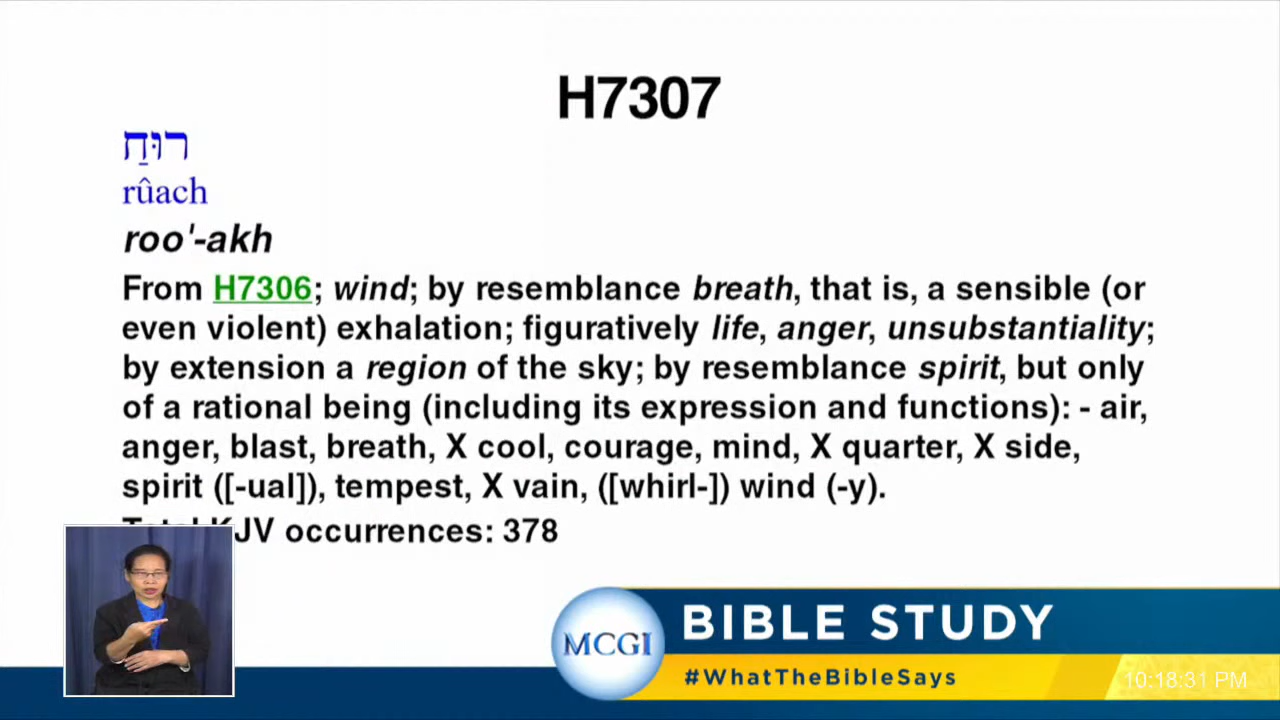 H7307
רוּחַ
rûach
roo'-akh
From H7306; wind; by resemblance breath, that is, a sensible (or
even violent) exhalation; figuratively life, anger, unsubstantiality;
by extension a region of the sky; by resemblance spirit, but only
of a rational being (including its expression and functions): - air,
anger, blast, breath, X cool, courage, mind, X quarter, X side,
spirit ([-ual]), tempest, X vain, ([whirl-]) wind (-y).
Total KJV occurrences: 378
MCGI
BIBLE STUDY
#WhatTheBibleSays
10:18:31 PM